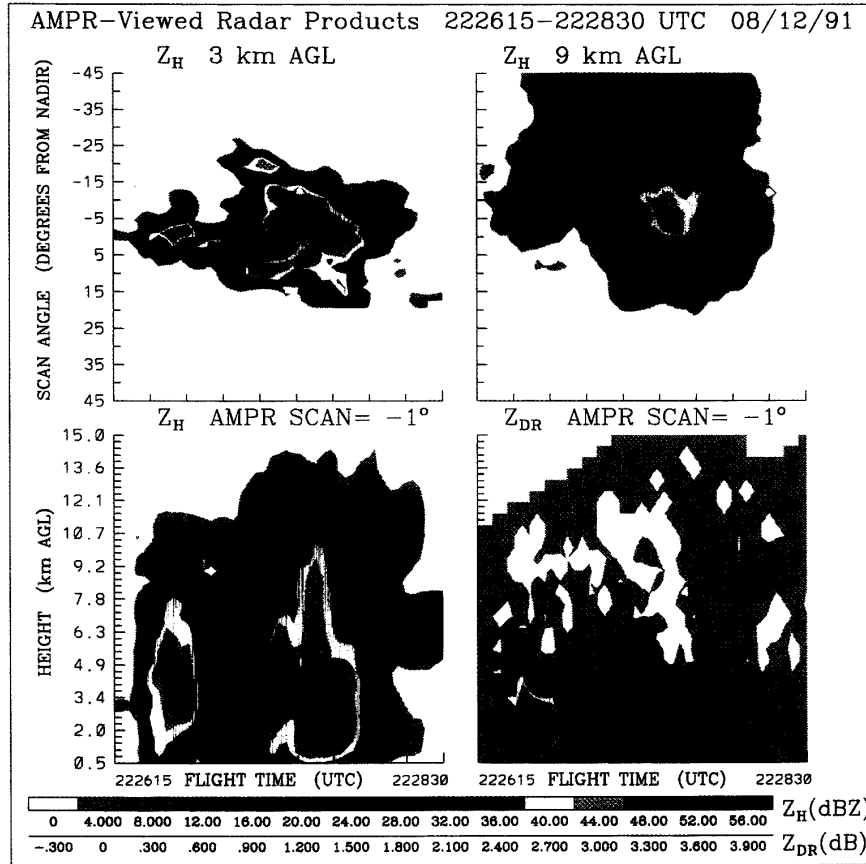 AMPR-Viewed Radar Products 222615-222830 UTC 08/12/91
Z_H 3 km AGL
Z_H 9 km AGL
SCAN ANGLE (DEGREES FROM NADIR)
-45
-35
-25
-15
-5
5
15
25
35
45
Z_H AMPR SCAN= -1°
Z_DR AMPR SCAN= -1°
HEIGHT (km AGL)
15.0
13.6
12.1
10.7
9.2
7.8
6.3
4.9
3.4
2.0
0.5
222615 FLIGHT TIME (UTC) 222830
222615 FLIGHT TIME (UTC) 222830
0 4.000 8.000 12.00 16.00 20.00 24.00 28.00 32.00 36.00 40.00 44.00 48.00 52.00 56.00 Z_H(dBZ)
-.300 0 .300 .600 .900 1.200 1.500 1.800 2.100 2.400 2.700 3.000 3.300 3.600 3.900 Z_DR(dB)